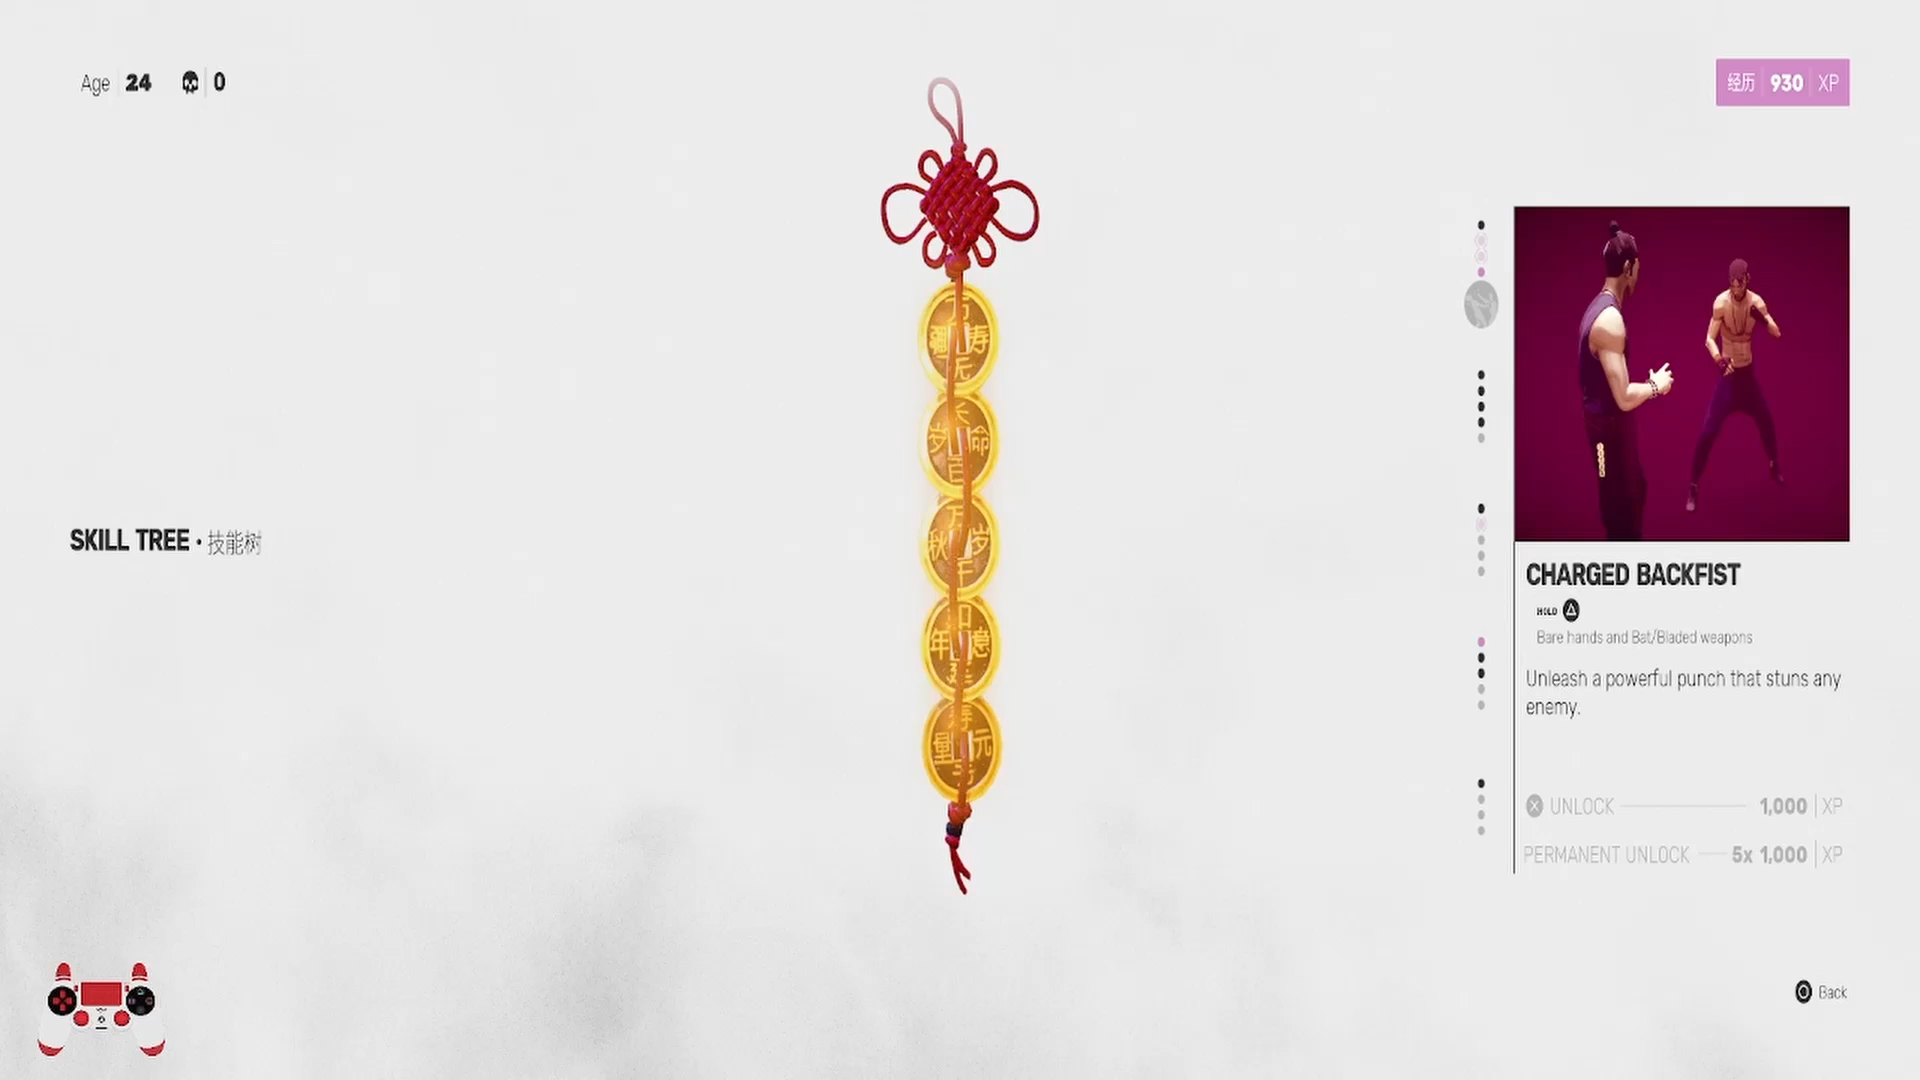 Age 24 0
经历 930 XP
SKILL TREE • 技能树
CHARGED BACKFIST
HOLD
Bare hands and Bat/Bladed weapons
Unleash a powerful punch that stuns any
enemy.
UNLOCK 1,000 XP
PERMANENT UNLOCK 5x 1,000 XP
Back